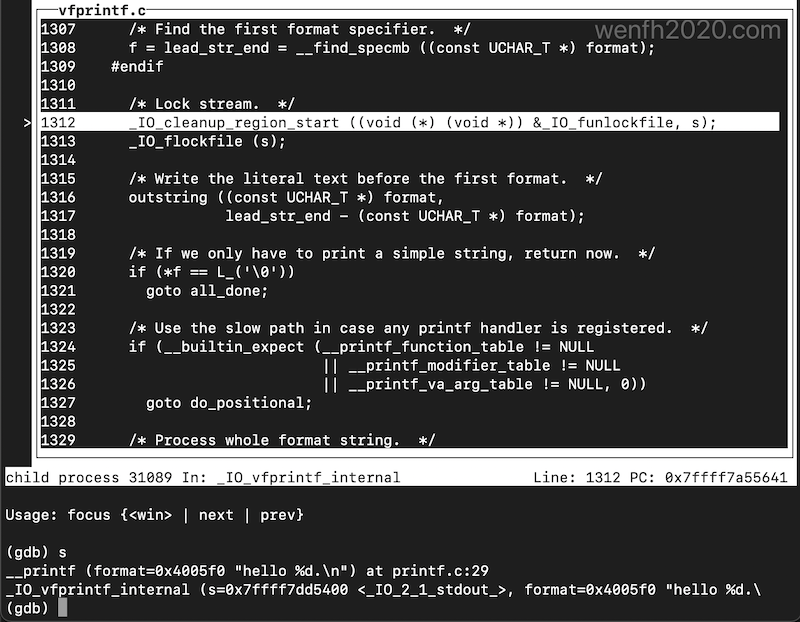 vfprintf.c
wenfh2020.com
1307      /* Find the first format specifier.  */
1308      f = lead_str_end = __find_specmb ((const UCHAR_T *) format);
1309    #endif
1310
1311      /* Lock stream.  */
> 1312      _IO_cleanup_region_start ((void (*) (void *)) &_IO_funlockfile, s);
1313      _IO_flockfile (s);
1314
1315      /* Write the literal text before the first format.  */
1316      outstring ((const UCHAR_T *) format,
1317                 lead_str_end - (const UCHAR_T *) format);
1318
1319      /* If we only have to print a simple string, return now.  */
1320      if (*f == L_('\0'))
1321        goto all_done;
1322
1323      /* Use the slow path in case any printf handler is registered.  */
1324      if (__builtin_expect (__printf_function_table != NULL
1325                            || __printf_modifier_table != NULL
1326                            || __printf_va_arg_table != NULL, 0))
1327        goto do_positional;
1328
1329      /* Process whole format string.  */
child process 31089 In: _IO_vfprintf_internal               Line: 1312 PC: 0x7ffff7a55641
Usage: focus {<win> | next | prev}
(gdb) s
__printf (format=0x4005f0 "hello %d.\n") at printf.c:29
_IO_vfprintf_internal (s=0x7ffff7dd5400 <_IO_2_1_stdout_>, format=0x4005f0 "hello %d.\
(gdb)